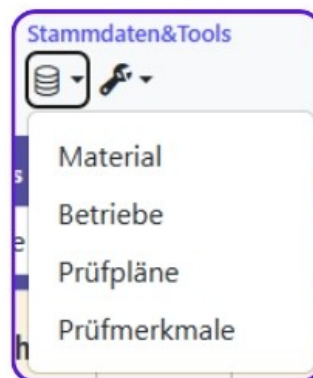 Stammdaten&Tools
Material
Betriebe
Prüfpläne
Prüfmerkmale